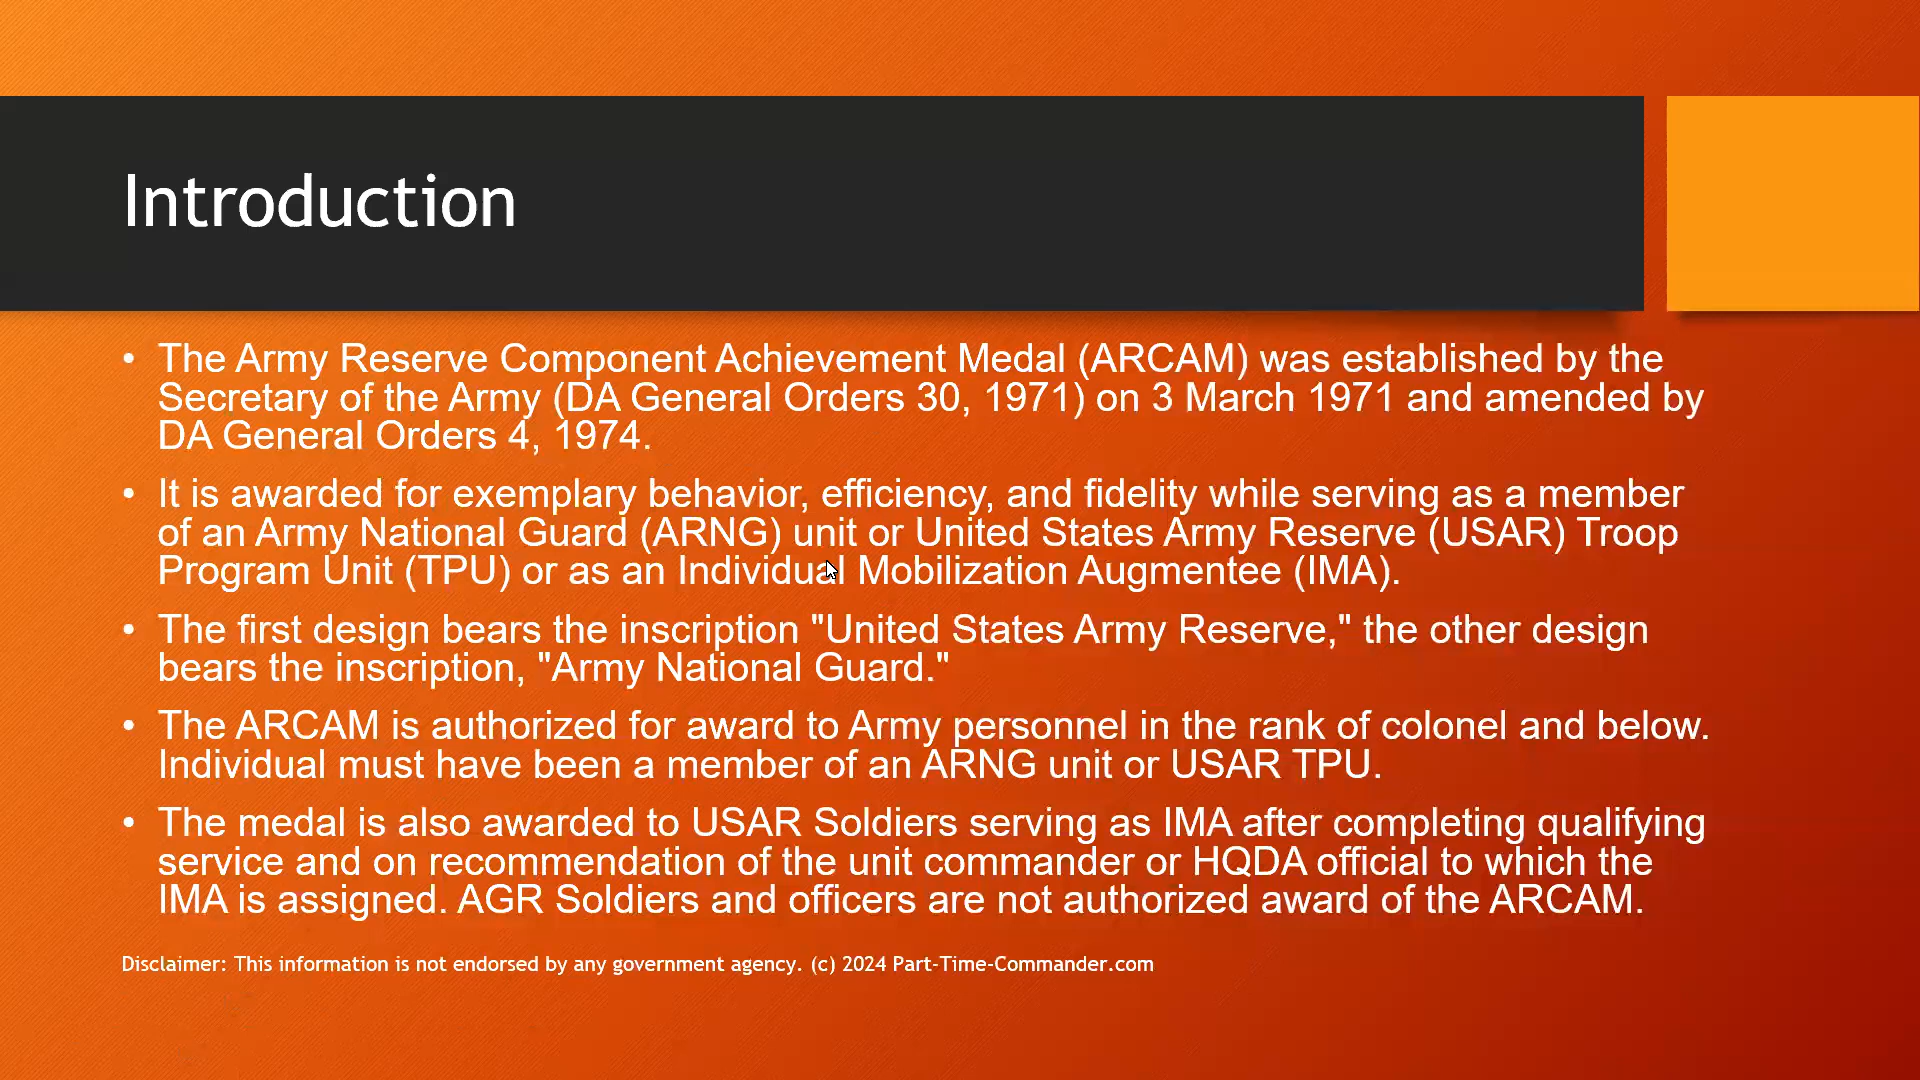 Introduction
• The Army Reserve Component Achievement Medal (ARCAM) was established by the
Secretary of the Army (DA General Orders 30, 1971) on 3 March 1971 and amended by
DA General Orders 4, 1974.
• It is awarded for exemplary behavior, efficiency, and fidelity while serving as a member
of an Army National Guard (ARNG) unit or United States Army Reserve (USAR) Troop
Program Unit (TPU) or as an Individual Mobilization Augmentee (IMA).
• The first design bears the inscription "United States Army Reserve," the other design
bears the inscription, "Army National Guard."
• The ARCAM is authorized for award to Army personnel in the rank of colonel and below.
Individual must have been a member of an ARNG unit or USAR TPU.
• The medal is also awarded to USAR Soldiers serving as IMA after completing qualifying
service and on recommendation of the unit commander or HQDA official to which the
IMA is assigned. AGR Soldiers and officers are not authorized award of the ARCAM.
Disclaimer: This information is not endorsed by any government agency. (c) 2024 Part-Time-Commander.com